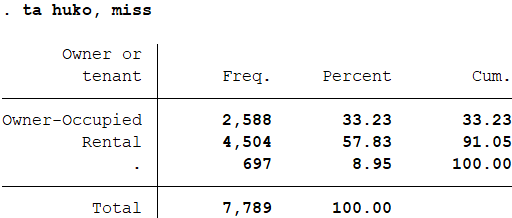 . ta huko, miss
Owner or
tenant Freq. Percent Cum.
Owner-Occupied 2,588 33.23 33.23
Rental 4,504 57.83 91.05
. 697 8.95 100.00
Total 7,789 100.00